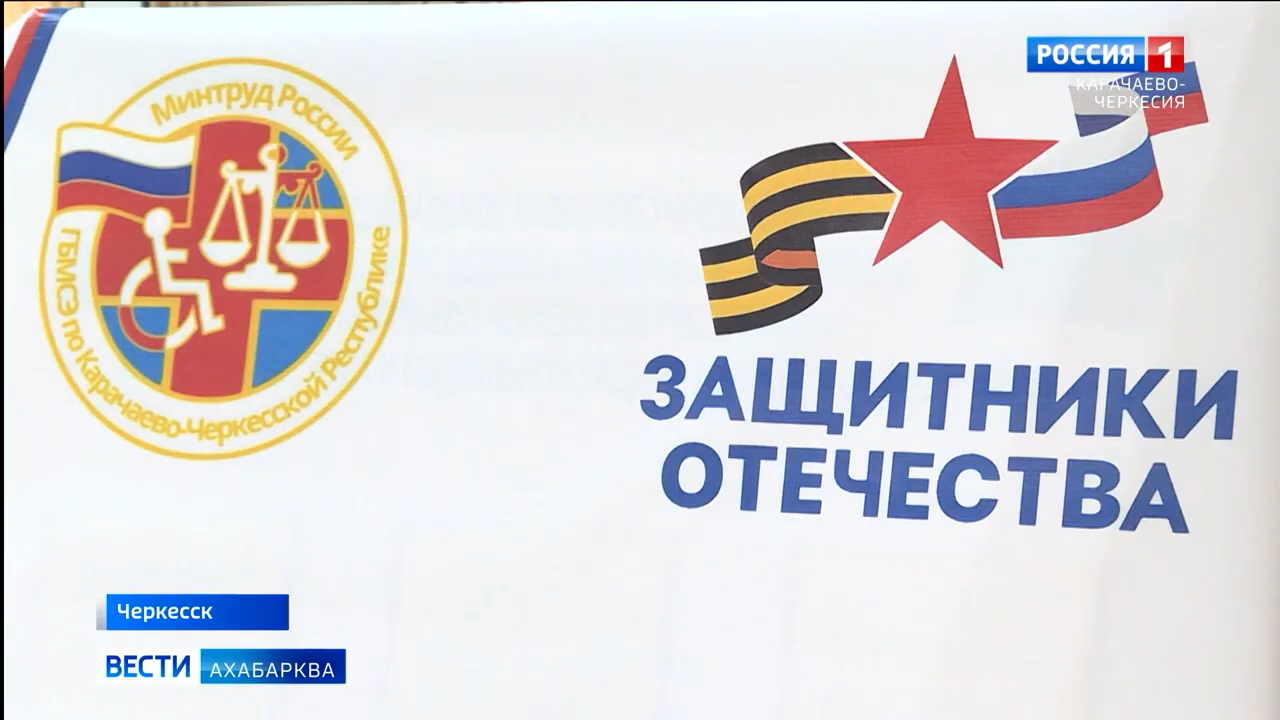 Минтруд России
ГБМСЭ по Карачаево-Черкесской Республике
РОССИЯ 1
КАРАЧАЕВО-
ЧЕРКЕСИЯ
ЗАЩИТНИКИ
ОТЕЧЕСТВА
Черкесск
ВЕСТИ АХАБАРКВА